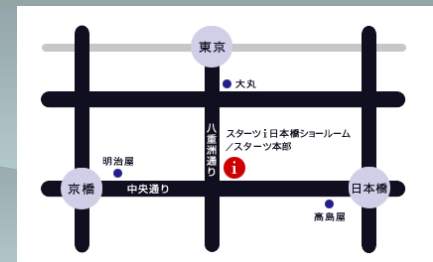 東京
大丸
八重洲通り
スターツi日本橋ショールーム
/スターツ本部
明治屋
i
京橋
中央通り
日本橋
高島屋